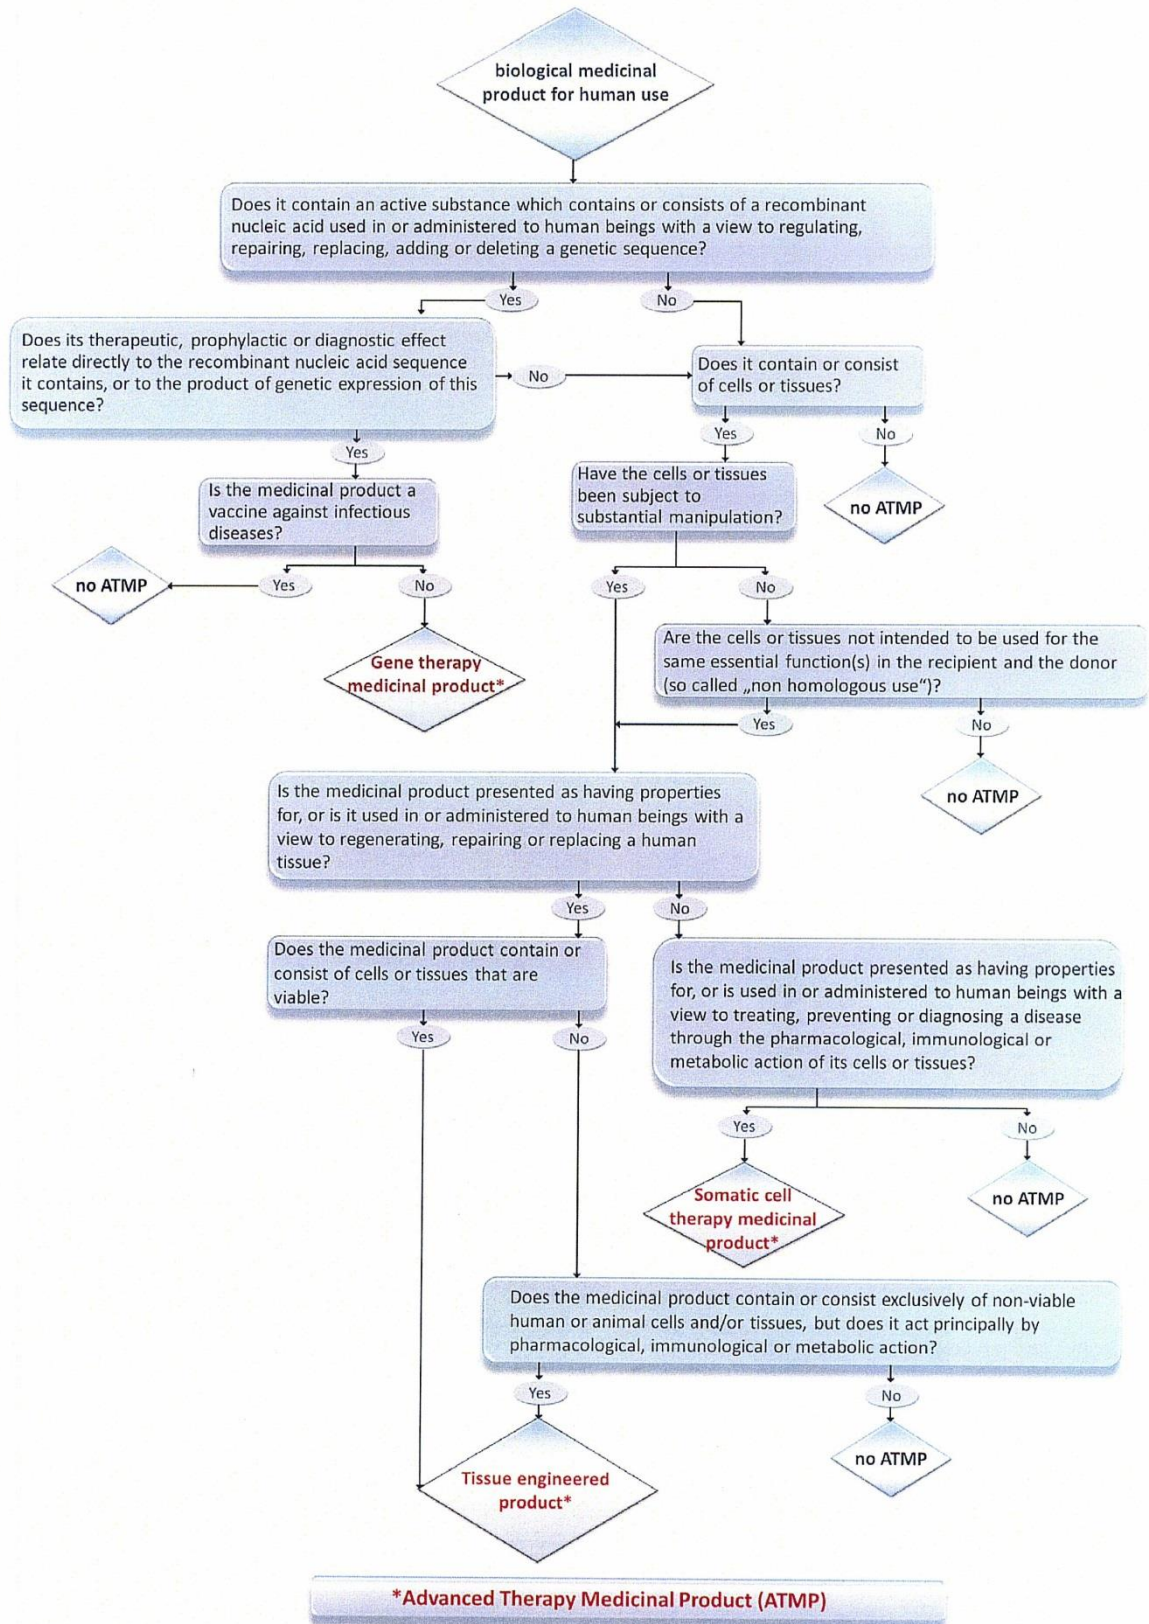 biological medicinal
product for human use
Does it contain an active substance which contains or consists of a recombinant
nucleic acid used in or administered to human beings with a view to regulating,
repairing, replacing, adding or deleting a genetic sequence?
Yes
No
Does its therapeutic, prophylactic or diagnostic effect
relate directly to the recombinant nucleic acid sequence
it contains, or to the product of genetic expression of this
sequence?
No
Does it contain or consist
of cells or tissues?
Yes
Yes
No
Is the medicinal product a
vaccine against infectious
diseases?
Have the cells or tissues
been subject to
substantial manipulation?
no ATMP
no ATMP
Yes
No
Yes
No
Gene therapy
medicinal product*
Are the cells or tissues not intended to be used for the
same essential function(s) in the recipient and the donor
(so called „non homologous use“)?
Yes
No
no ATMP
Is the medicinal product presented as having properties
for, or is it used in or administered to human beings with a
view to regenerating, repairing or replacing a human
tissue?
Yes
No
Does the medicinal product contain or
consist of cells or tissues that are
viable?
Is the medicinal product presented as having properties
for, or is used in or administered to human beings with a
view to treating, preventing or diagnosing a disease
through the pharmacological, immunological or
metabolic action of its cells or tissues?
Yes
No
Yes
No
Somatic cell
therapy medicinal
product*
no ATMP
Does the medicinal product contain or consist exclusively of non-viable
human or animal cells and/or tissues, but does it act principally by
pharmacological, immunological or metabolic action?
Yes
No
Tissue engineered
product*
no ATMP
*Advanced Therapy Medicinal Product (ATMP)